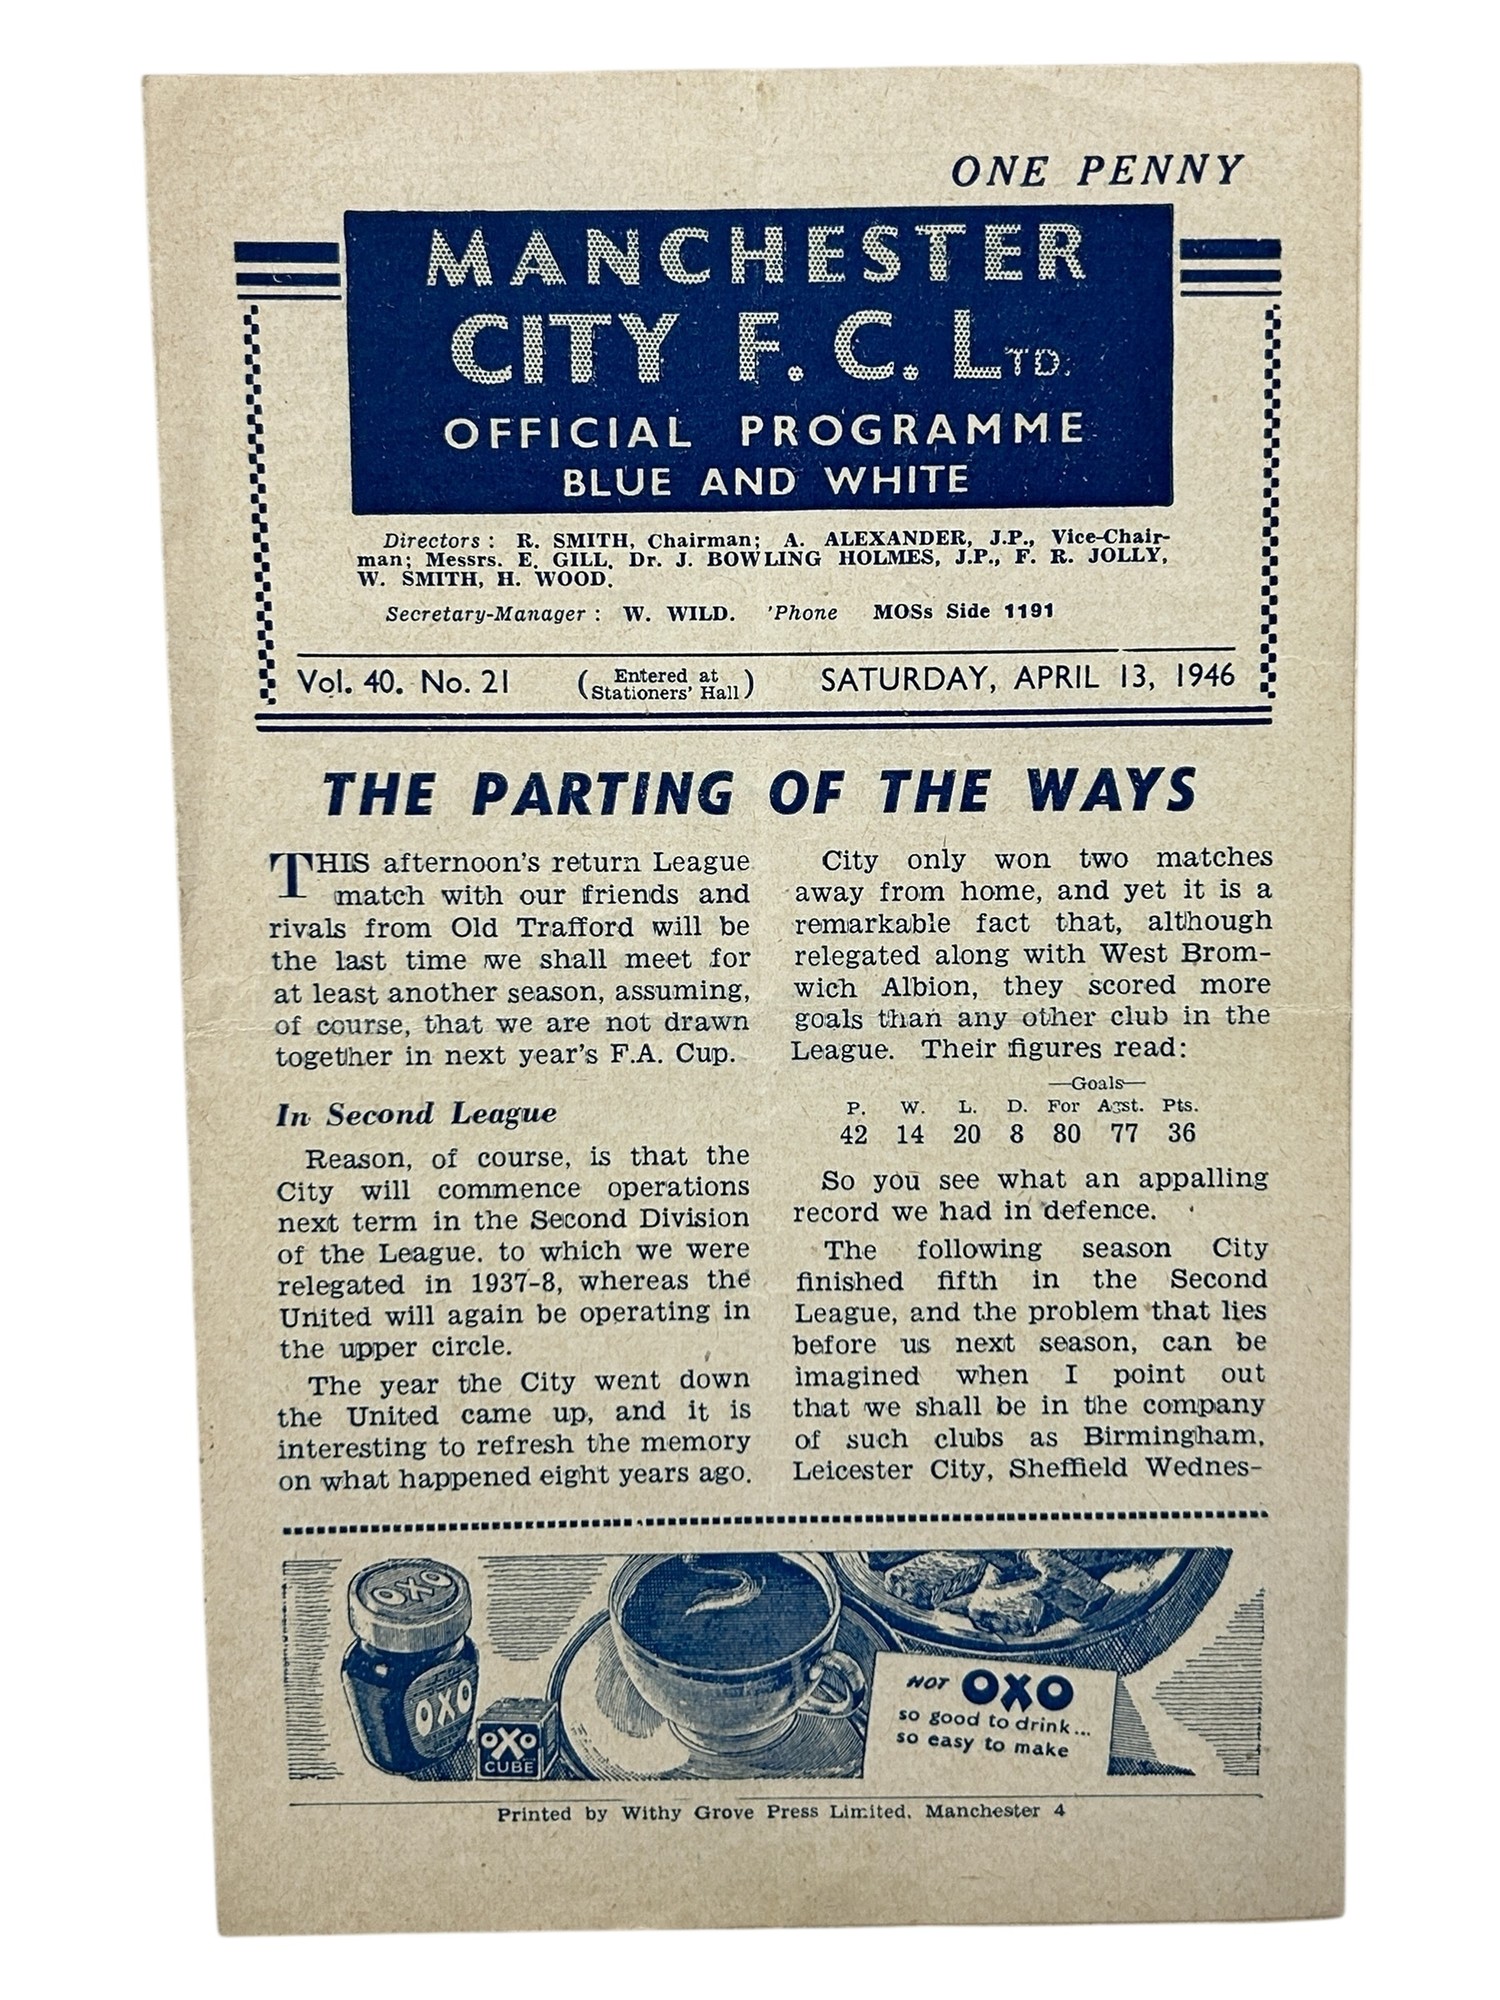 ONE PENNY
MANCHESTER
CITY F. C. LTD.
OFFICIAL PROGRAMME
BLUE AND WHITE
Directors : R. SMITH, Chairman; A. ALEXANDER, J.P., Vice-Chair-
man; Messrs. E. GILL, Dr. J. BOWLING HOLMES, J.P., F. R. JOLLY,
W. SMITH, H. WOOD.
Secretary-Manager : W. WILD. 'Phone MOSs Side 1191
Vol. 40. No. 21 (Entered at Stationers' Hall) SATURDAY, APRIL 13, 1946
THE PARTING OF THE WAYS
THIS afternoon's return League
match with our friends and
rivals from Old Trafford will be
the last time we shall meet for
at least another season, assuming,
of course, that we are not drawn
together in next year's F.A. Cup.
In Second League
Reason, of course, is that the
City will commence operations
next term in the Second Division
of the League, to which we were
relegated in 1937-8, whereas the
United will again be operating in
the upper circle.
The year the City went down
the United came up, and it is
interesting to refresh the memory
on what happened eight years ago.
City only won two matches
away from home, and yet it is a
remarkable fact that, although
relegated along with West Brom-
wich Albion, they scored more
goals than any other club in the
League. Their figures read:
—Goals—
P. W. L. D. For Agst. Pts.
42 14 20 8 80 77 36
So you see what an appalling
record we had in defence.
The following season City
finished fifth in the Second
League, and the problem that lies
before us next season, can be
imagined when I point out
that we shall be in the company
of such clubs as Birmingham,
Leicester City, Sheffield Wednes-
OXO
OXO
OXO
CUBE
HOT OXO
so good to drink...
so easy to make
Printed by Withy Grove Press Limited, Manchester 4